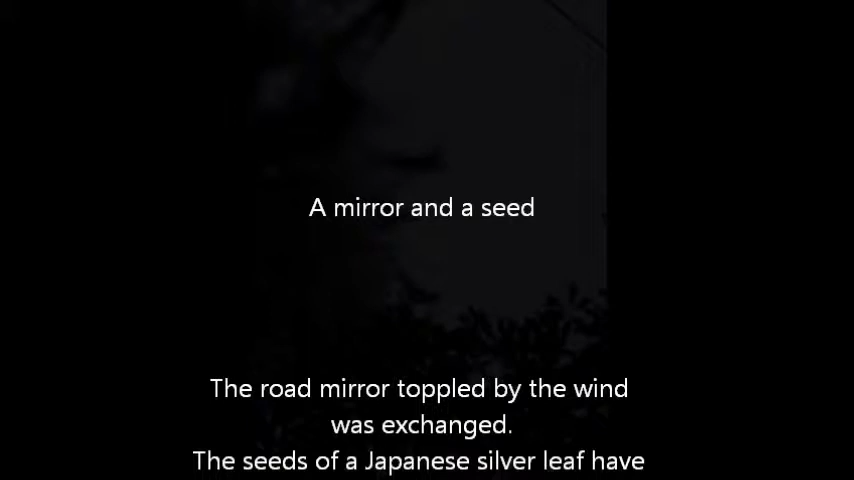 A mirror and a seed
The road mirror toppled by the wind
was exchanged.
The seeds of a Japanese silver leaf have